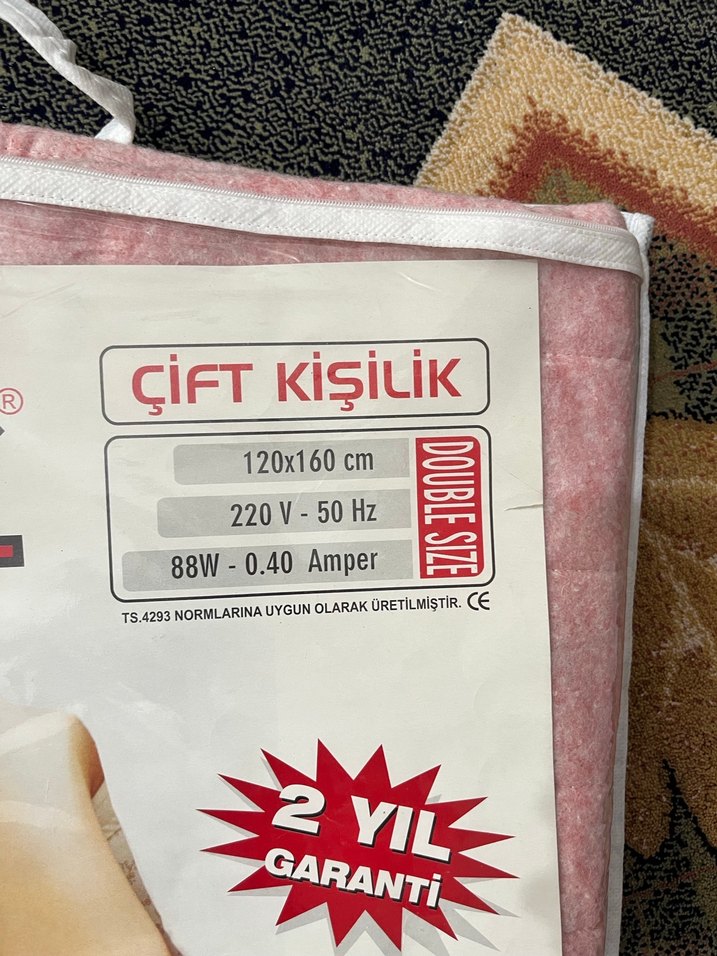 ®
ÇİFT KİŞİLİK
120x160 cm
220 V - 50 Hz
88W - 0.40 Amper
DOUBLE SIZE
TS.4293 NORMLARINA UYGUN OLARAK ÜRETİLMİŞTİR. CE
2 YIL
GARANTİ